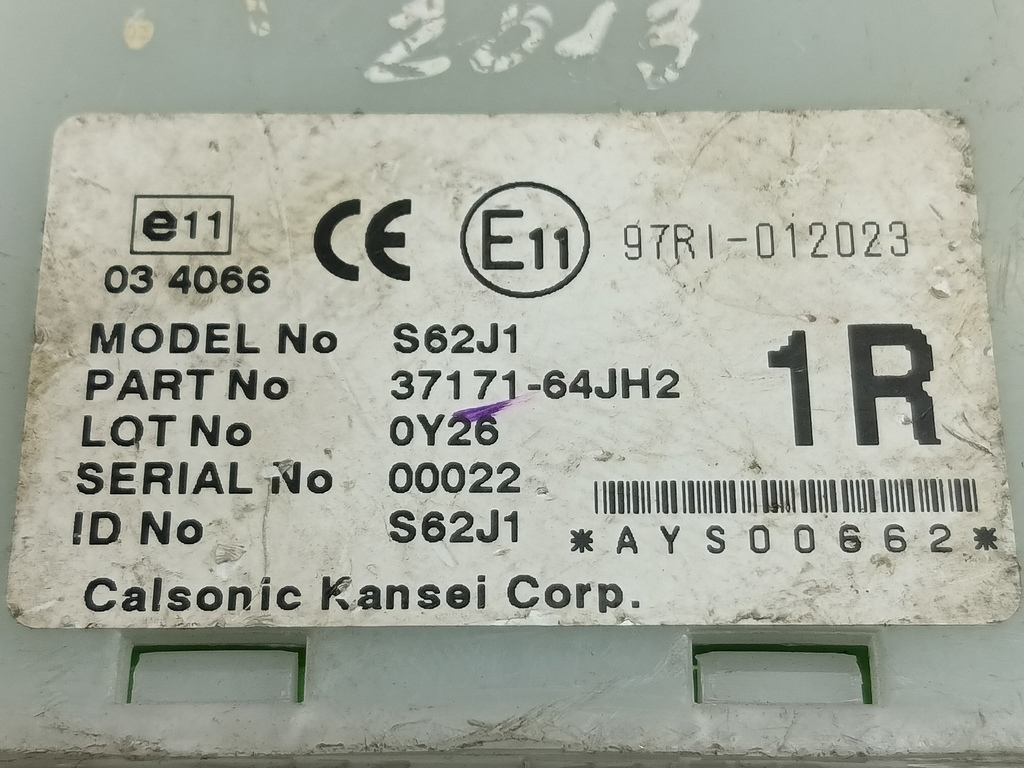 2013
e11
03 4066
CE
E11
97RI-012023
MODEL No S62J1
PART No 37171-64JH2
LOT No 0Y26
SERIAL No 00022
ID No S62J1
1R
*AYS00662*
Calsonic Kansei Corp.